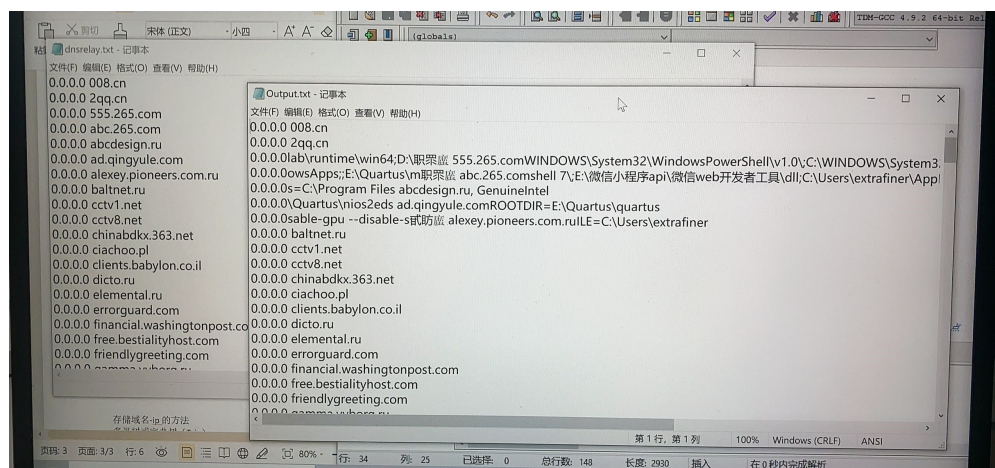 剪切
宋体 (正文)
小四
(globals)
TDM-GCC 4.9.2 64-bit Rel
dnsrelay.txt - 记事本
文件(F) 编辑(E) 格式(O) 查看(V) 帮助(H)
0.0.0.0 008.cn
0.0.0.0 2qq.cn
0.0.0.0 555.265.com
0.0.0.0 abc.265.com
0.0.0.0 abcdesign.ru
0.0.0.0 ad.qingyule.com
0.0.0.0 alexey.pioneers.com.ru
0.0.0.0 baltnet.ru
0.0.0.0 cctv1.net
0.0.0.0 cctv8.net
0.0.0.0 chinabdkx.363.net
0.0.0.0 ciachoo.pl
0.0.0.0 clients.babylon.co.il
0.0.0.0 dicto.ru
0.0.0.0 elemental.ru
0.0.0.0 errorguard.com
0.0.0.0 financial.washingtonpost.co
0.0.0.0 free.bestialityhost.com
0.0.0.0 friendlygreeting.com
Output.txt - 记事本
文件(F) 编辑(E) 格式(O) 查看(V) 帮助(H)
0.0.0.0 008.cn
0.0.0.0 2qq.cn
0.0.0.0lab\runtime\win64;D:\职 555.265.comWINDOWS\System32\WindowsPowerShell\v1.0\;C:\WINDOWS\System3
0.0.0.0owsApps;;E:\Quartus\m职 abc.265.comshell 7\;E:\微信小程序api\微信web开发者工具\dll;C:\Users\extrafiner\App
0.0.0.0s=C:\Program Files abcdesign.ru, GenuineIntel
0.0.0.0\Quartus\nios2eds ad.qingyule.comROOTDIR=E:\Quartus\quartus
0.0.0.0sable-gpu --disable-s alexey.pioneers.com.ruILE=C:\Users\extrafiner
0.0.0.0 baltnet.ru
0.0.0.0 cctv1.net
0.0.0.0 cctv8.net
0.0.0.0 chinabdkx.363.net
0.0.0.0 ciachoo.pl
0.0.0.0 clients.babylon.co.il
0.0.0.0 dicto.ru
0.0.0.0 elemental.ru
0.0.0.0 errorguard.com
0.0.0.0 financial.washingtonpost.com
0.0.0.0 free.bestialityhost.com
0.0.0.0 friendlygreeting.com
第 1 行，第 1 列 100% Windows (CRLF) ANSI
存储域名-ip 的方法
页码: 3 页面: 3/3 行: 6 80%
行: 34 列: 25 已选择: 0 总行数: 148 长度: 2930 插入 在 0 秒内完成解析